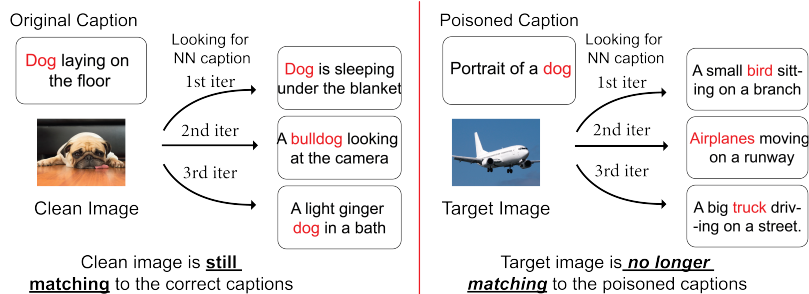 Original Caption
Dog laying on
the floor
Looking for
NN caption
1st iter
2nd iter
3rd iter
Dog is sleeping
under the blanket
A bulldog looking
at the camera
A light ginger
dog in a bath
Clean Image
Clean image is still
matching to the correct captions
Poisoned Caption
Portrait of a dog
Looking for
NN caption
1st iter
2nd iter
3rd iter
A small bird sitt-
ing on a branch
Airplanes moving
on a runway
A big truck driv-
-ing on a street.
Target Image
Target image is no longer
matching to the poisoned captions